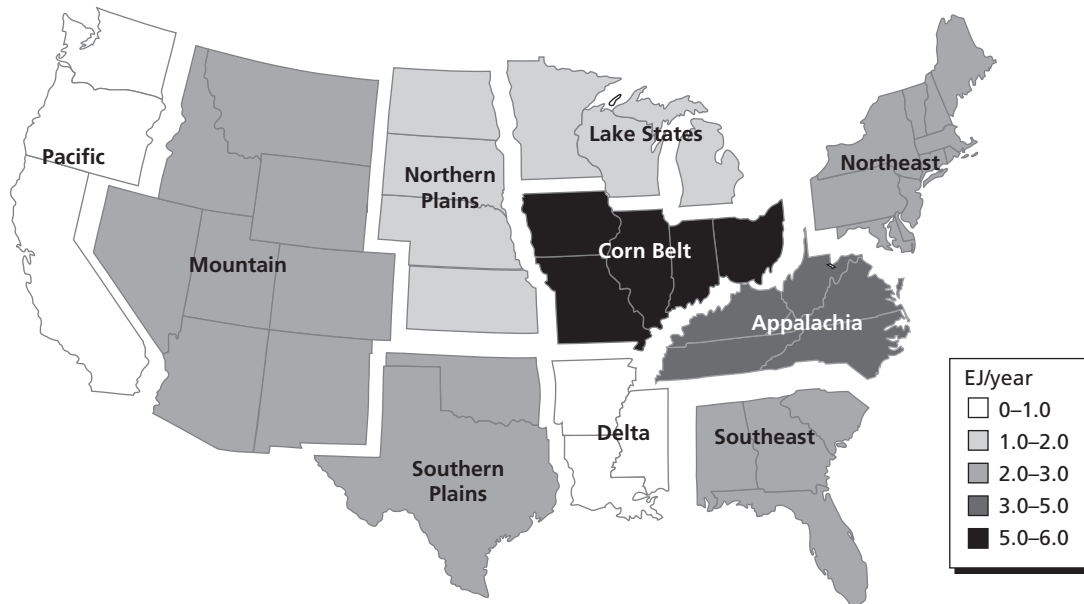 Pacific
Mountain
Northern
Plains
Lake States
Corn Belt
Northeast
Appalachia
Southern
Plains
Delta
Southeast
EJ/year
0–1.0
1.0–2.0
2.0–3.0
3.0–5.0
5.0–6.0